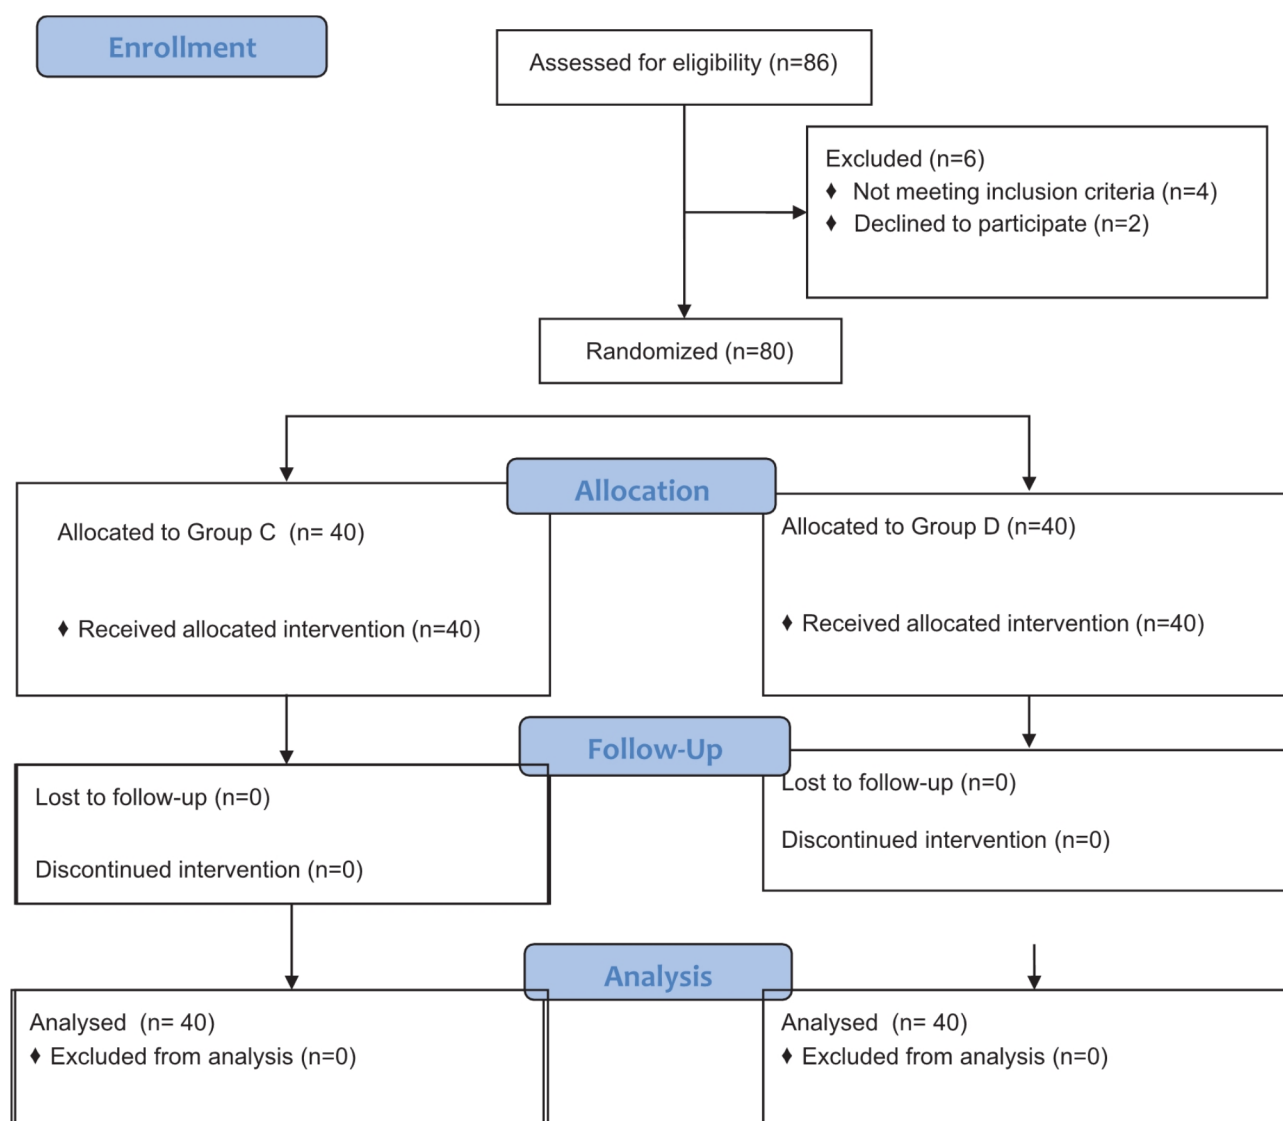 Enrollment
Assessed for eligibility (n=86)
Excluded (n=6)
♦ Not meeting inclusion criteria (n=4)
♦ Declined to participate (n=2)
Randomized (n=80)
Allocation
Allocated to Group C (n= 40)
♦ Received allocated intervention (n=40)
Allocated to Group D (n=40)
♦ Received allocated intervention (n=40)
Follow-Up
Lost to follow-up (n=0)
Discontinued intervention (n=0)
Lost to follow-up (n=0)
Discontinued intervention (n=0)
Analysis
Analysed (n= 40)
♦ Excluded from analysis (n=0)
Analysed (n= 40)
♦ Excluded from analysis (n=0)